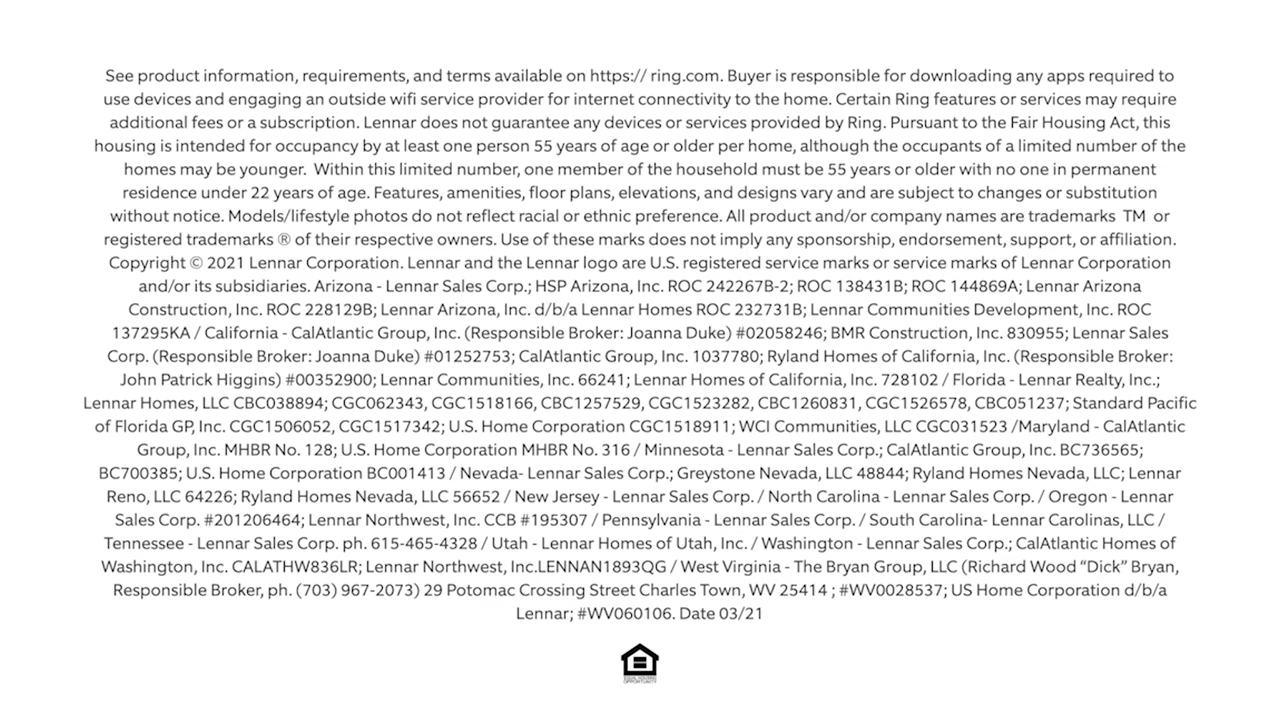 See product information, requirements, and terms available on https:// ring.com. Buyer is responsible for downloading any apps required to
use devices and engaging an outside wifi service provider for internet connectivity to the home. Certain Ring features or services may require
additional fees or a subscription. Lennar does not guarantee any devices or services provided by Ring. Pursuant to the Fair Housing Act, this
housing is intended for occupancy by at least one person 55 years of age or older per home, although the occupants of a limited number of the
homes may be younger.  Within this limited number, one member of the household must be 55 years or older with no one in permanent
residence under 22 years of age. Features, amenities, floor plans, elevations, and designs vary and are subject to changes or substitution
without notice. Models/lifestyle photos do not reflect racial or ethnic preference. All product and/or company names are trademarks  TM  or
registered trademarks ® of their respective owners. Use of these marks does not imply any sponsorship, endorsement, support, or affiliation.
Copyright © 2021 Lennar Corporation. Lennar and the Lennar logo are U.S. registered service marks or service marks of Lennar Corporation
and/or its subsidiaries. Arizona - Lennar Sales Corp.; HSP Arizona, Inc. ROC 242267B-2; ROC 138431B; ROC 144869A; Lennar Arizona
Construction, Inc. ROC 228129B; Lennar Arizona, Inc. d/b/a Lennar Homes ROC 232731B; Lennar Communities Development, Inc. ROC
137295KA / California - CalAtlantic Group, Inc. (Responsible Broker: Joanna Duke) #02058246; BMR Construction, Inc. 830955; Lennar Sales
Corp. (Responsible Broker: Joanna Duke) #01252753; CalAtlantic Group, Inc. 1037780; Ryland Homes of California, Inc. (Responsible Broker:
John Patrick Higgins) #00352900; Lennar Communities, Inc. 66241; Lennar Homes of California, Inc. 728102 / Florida - Lennar Realty, Inc.;
Lennar Homes, LLC CBC038894; CGC062343, CGC1518166, CBC1257529, CGC1523282, CBC1260831, CGC1526578, CBC051237; Standard Pacific
of Florida GP, Inc. CGC1506052, CGC1517342; U.S. Home Corporation CGC1518911; WCI Communities, LLC CGC031523 /Maryland - CalAtlantic
Group, Inc. MHBR No. 128; U.S. Home Corporation MHBR No. 316 / Minnesota - Lennar Sales Corp.; CalAtlantic Group, Inc. BC736565;
BC700385; U.S. Home Corporation BC001413 / Nevada- Lennar Sales Corp.; Greystone Nevada, LLC 48844; Ryland Homes Nevada, LLC; Lennar
Reno, LLC 64226; Ryland Homes Nevada, LLC 56652 / New Jersey - Lennar Sales Corp. / North Carolina - Lennar Sales Corp. / Oregon - Lennar
Sales Corp. #201206464; Lennar Northwest, Inc. CCB #195307 / Pennsylvania - Lennar Sales Corp. / South Carolina- Lennar Carolinas, LLC /
Tennessee - Lennar Sales Corp. ph. 615-465-4328 / Utah - Lennar Homes of Utah, Inc. / Washington - Lennar Sales Corp.; CalAtlantic Homes of
Washington, Inc. CALATHW836LR; Lennar Northwest, Inc.LENNAN1893QG / West Virginia - The Bryan Group, LLC (Richard Wood “Dick” Bryan,
Responsible Broker, ph. (703) 967-2073) 29 Potomac Crossing Street Charles Town, WV 25414 ; #WV0028537; US Home Corporation d/b/a
Lennar; #WV060106. Date 03/21
EQUAL HOUSING
OPPORTUNITY